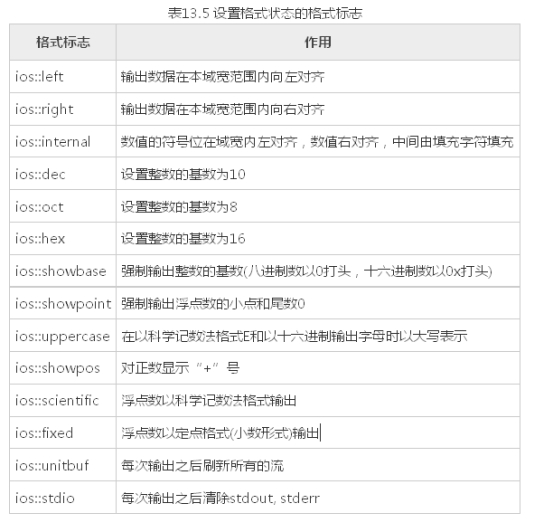 表13.5 设置格式状态的格式标志
格式标志 作用
ios::left 输出数据在本域宽范围内向左对齐
ios::right 输出数据在本域宽范围内向右对齐
ios::internal 数值的符号位在域宽内左对齐，数值右对齐，中间由填充字符填充
ios::dec 设置整数的基数为10
ios::oct 设置整数的基数为8
ios::hex 设置整数的基数为16
ios::showbase 强制输出整数的基数(八进制数以0打头，十六进制数以0x打头)
ios::showpoint 强制输出浮点数的小点和尾数0
ios::uppercase 在以科学记数法格式E和以十六进制输出字母时以大写表示
ios::showpos 对正数显示“+”号
ios::scientific 浮点数以科学记数法格式输出
ios::fixed 浮点数以定点格式(小数形式)输出
ios::unitbuf 每次输出之后刷新所有的流
ios::stdio 每次输出之后清除stdout, stderr